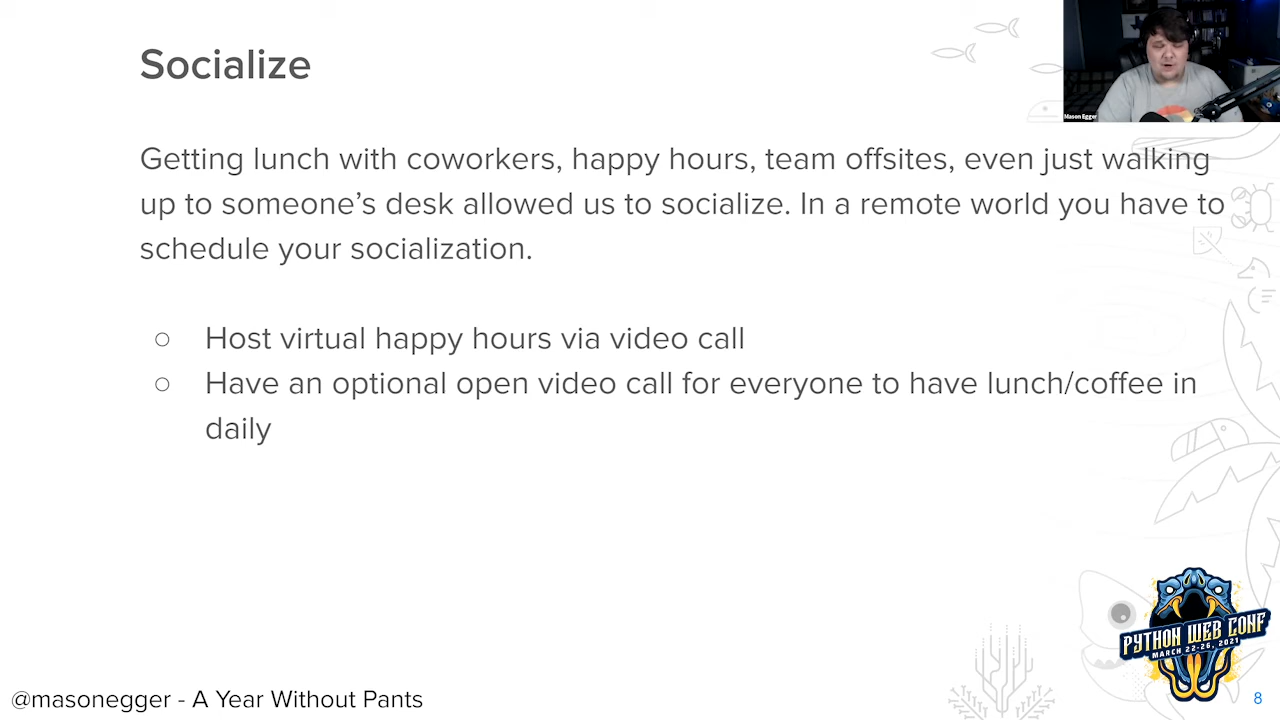 Socialize
Mason Egger
Getting lunch with coworkers, happy hours, team offsites, even just walking
up to someone’s desk allowed us to socialize. In a remote world you have to
schedule your socialization.
○ Host virtual happy hours via video call
○ Have an optional open video call for everyone to have lunch/coffee in
daily
PYTHON WEB CONF
MARCH 22-26, 2021
@masonegger - A Year Without Pants
8